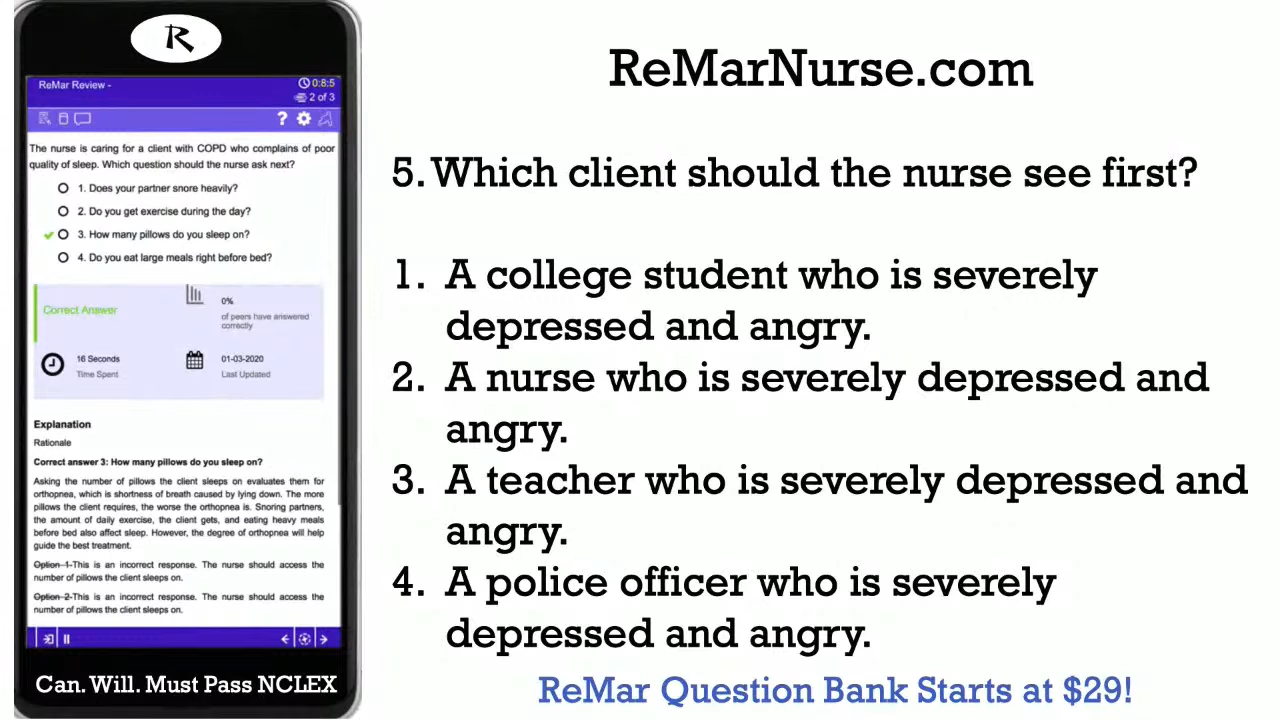 R
ReMar Review -
0:8:5
2 of 3
?
The nurse is caring for a client with COPD who complains of poor
quality of sleep. Which question should the nurse ask next?
1. Does your partner snore heavily?
2. Do you get exercise during the day?
3. How many pillows do you sleep on?
4. Do you eat large meals right before bed?
Correct Answer
0%
of peers have answered
correctly
16 Seconds
Time Spent
01-03-2020
Last Updated
Explanation
Rationale
Correct answer 3: How many pillows do you sleep on?
Asking the number of pillows the client sleeps on evaluates them for
orthopnea, which is shortness of breath caused by lying down. The more
pillows the client requires, the worse the orthopnea is. Snoring partners,
the amount of daily exercise, the client gets, and eating heavy meals
before bed also affect sleep. However, the degree of orthopnea will help
guide the best treatment.
Option 1-This is an incorrect response. The nurse should access the
number of pillows the client sleeps on.
Option 2-This is an incorrect response. The nurse should access the
number of pillows the client sleeps on.
Can. Will. Must Pass NCLEX
ReMarNurse.com
5. Which client should the nurse see first?
1. A college student who is severely
depressed and angry.
2. A nurse who is severely depressed and
angry.
3. A teacher who is severely depressed and
angry.
4. A police officer who is severely
depressed and angry.
ReMar Question Bank Starts at $29!